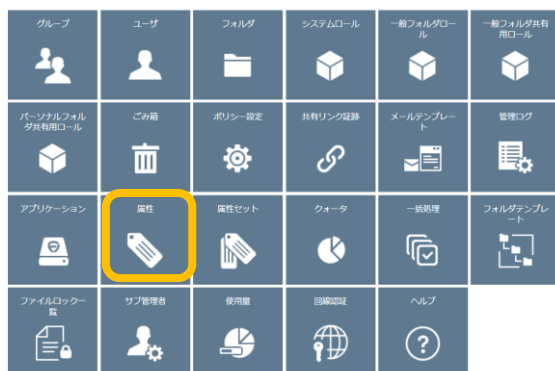 グループ
ユーザ
フォルダ
システムロール
一般フォルダロー
ル
一般フォルダ共有
用ロール
パーソナルフォル
ダ共有用ロール
ごみ箱
ポリシー設定
共有リンク証跡
メールテンプレー
ト
管理ログ
アプリケーション
属性
属性セット
クォータ
一括処理
フォルダテンプレ
ート
ファイルロック一
覧
サブ管理者
使用量
回線認証
ヘルプ